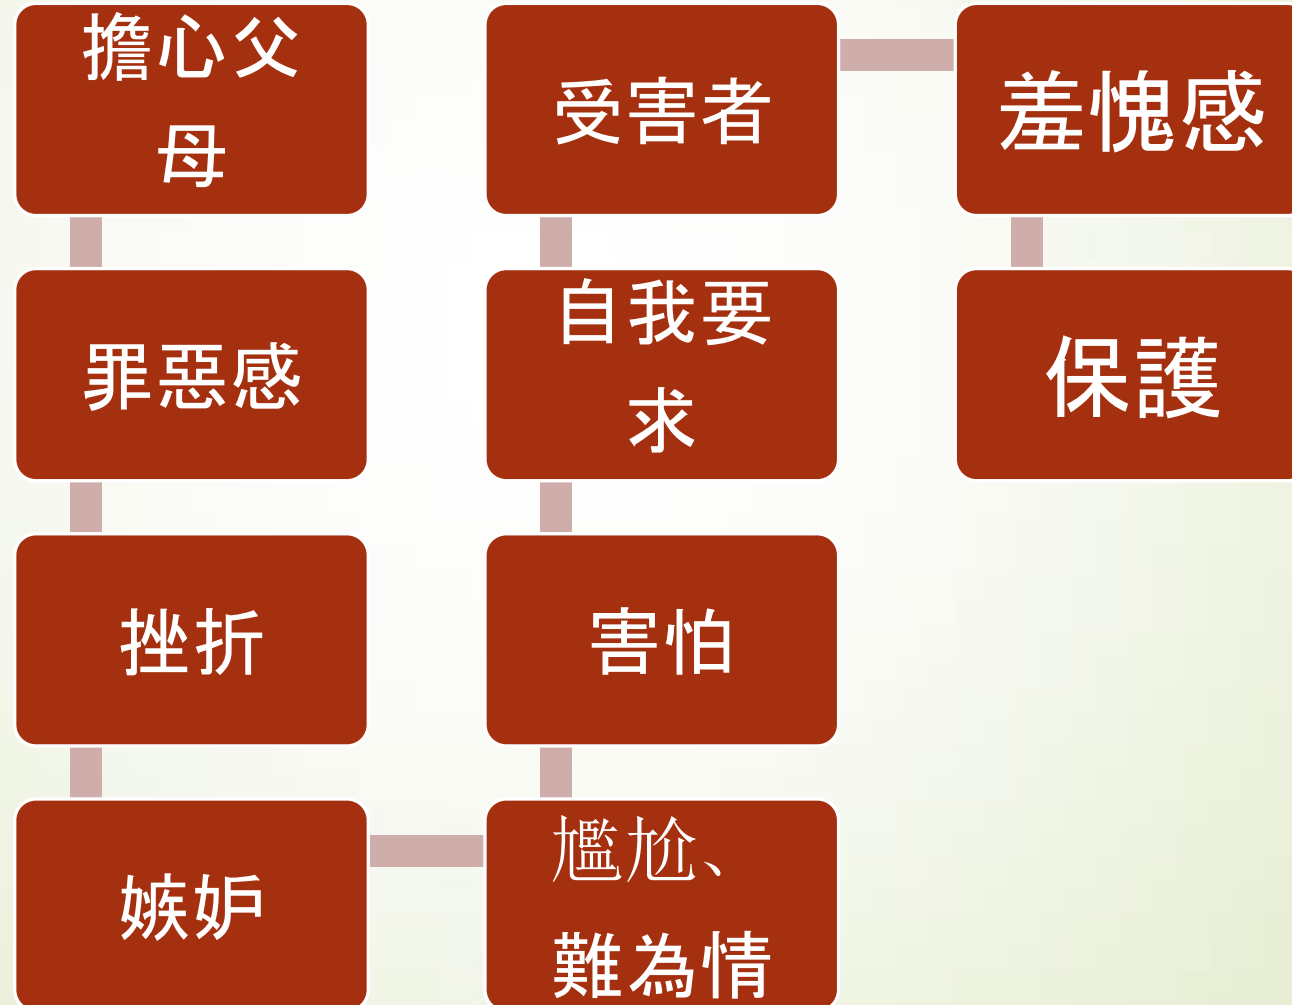 擔心父
母
罪惡感
挫折
嫉妒
尷尬、
難為情
害怕
自我要
求
受害者
羞愧感
保護